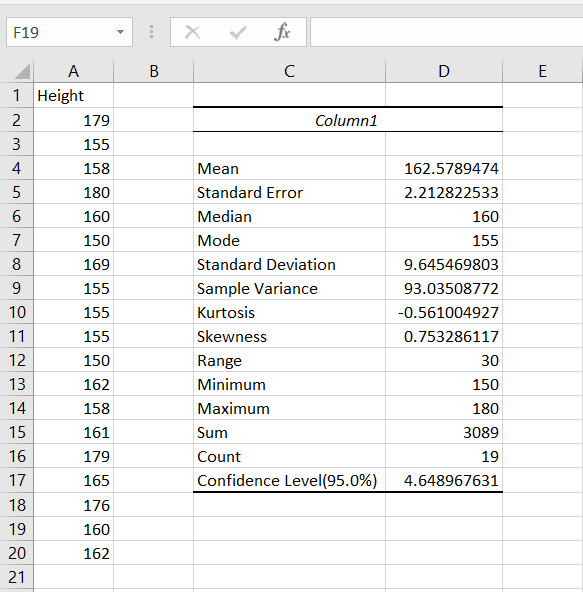 F19 fx
A B C D E
1 Height
2 179 Column1
3 155
4 158 Mean 162.5789474
5 180 Standard Error 2.212822533
6 160 Median 160
7 150 Mode 155
8 169 Standard Deviation 9.645469803
9 155 Sample Variance 93.03508772
10 155 Kurtosis -0.561004927
11 155 Skewness 0.753286117
12 150 Range 30
13 162 Minimum 150
14 158 Maximum 180
15 161 Sum 3089
16 179 Count 19
17 165 Confidence Level(95.0%) 4.648967631
18 176
19 160
20 162
21